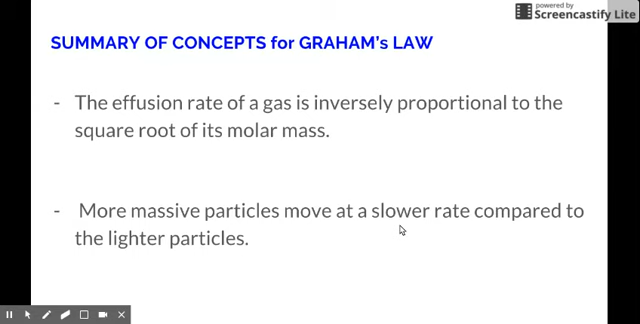 powered by
Screencastify Lite
SUMMARY OF CONCEPTS for GRAHAM's LAW
- The effusion rate of a gas is inversely proportional to the
square root of its molar mass.
- More massive particles move at a slower rate compared to
the lighter particles.